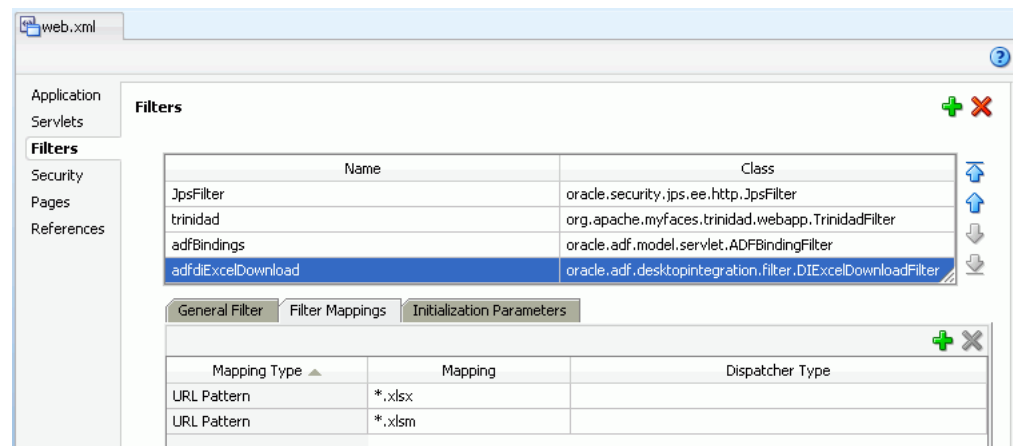 web.xml
?
Application
Servlets
Filters
Security
Pages
References
Filters
Name Class
JpsFilter oracle.security.jps.ee.http.JpsFilter
trinidad org.apache.myfaces.trinidad.webapp.TrinidadFilter
adfBindings oracle.adf.model.servlet.ADFBindingFilter
adfdiExcelDownload oracle.adf.desktopintegration.filter.DIExcelDownloadFilter
General Filter Filter Mappings Initialization Parameters
Mapping Type Mapping Dispatcher Type
URL Pattern *.xlsx
URL Pattern *.xlsm